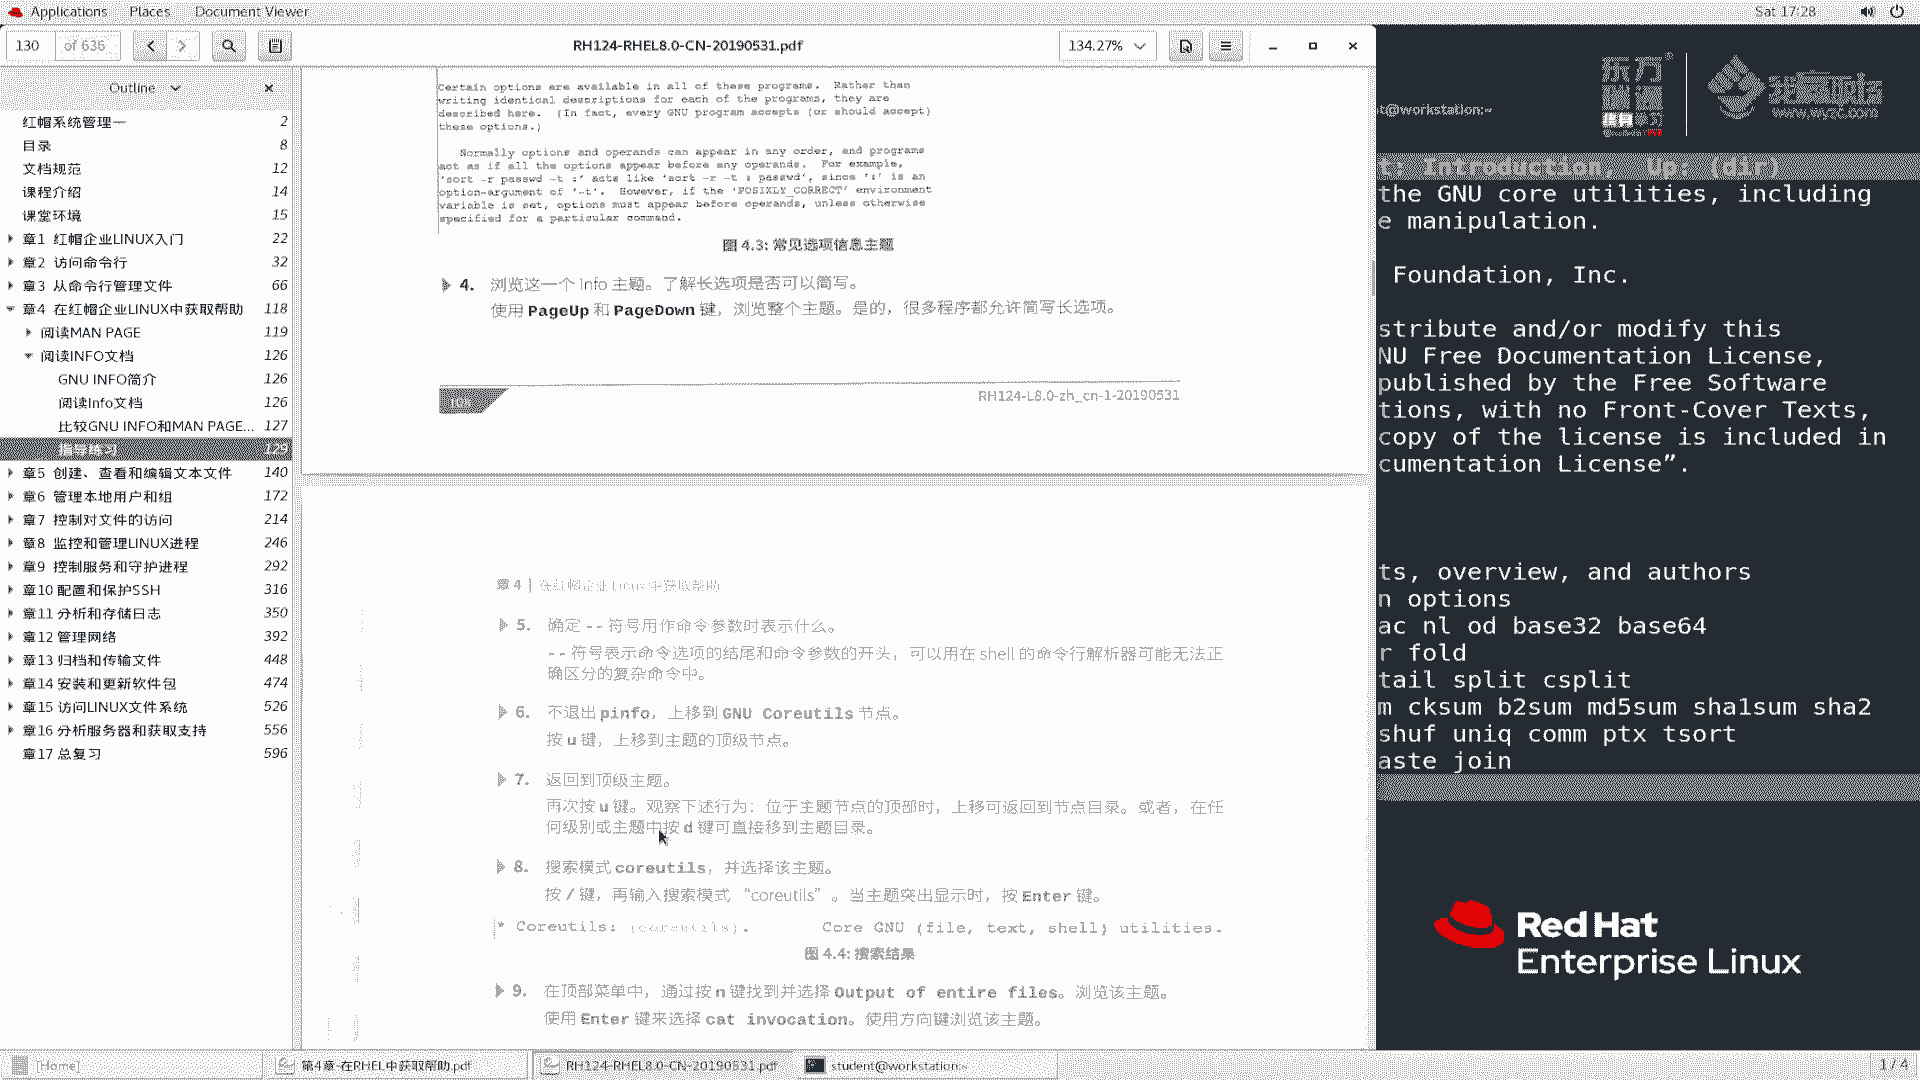 Applications Places Document Viewer
Sat 17:28
130 of 636
RH124-RHEL8.0-CN-20190531.pdf
134.27%
Outline
红帽系统管理一 2
目录 8
文档规范 12
课程介绍 14
课堂环境 15
章1 红帽企业LINUX入门 22
章2 访问命令行 32
章3 从命令行管理文件 66
章4 在红帽企业LINUX中获取帮助 118
阅读MAN PAGE 119
阅读INFO文档 126
GNU INFO简介 126
阅读Info文档 126
比较GNU INFO和MAN PAGE... 127
指导练习 129
章5 创建、查看和编辑文本文件 140
章6 管理本地用户和组 172
章7 控制对文件的访问 214
章8 监控和管理LINUX进程 246
章9 控制服务和守护进程 292
章10 配置和保护SSH 316
章11 分析和存储日志 350
章12 管理网络 392
章13 归档和传输文件 448
章14 安装和更新软件包 474
章15 访问LINUX文件系统 526
章16 分析服务器和获取支持 556
章17 总复习 596
Certain options are available in all of these programs. Rather than
writing identical descriptions for each of the programs, they are
described here. (In fact, every GNU program accepts (or should accept)
these options.)
Normally options and operands can appear in any order, and programs
act as if all the options appear before any operands. For example,
'sort -r passwd -t :' acts like 'sort -r -t : passwd', since ':' is an
option-argument of '-t'. However, if the 'POSIXLY_CORRECT' environment
variable is set, options must appear before operands, unless otherwise
specified for a particular command.
图 4.3: 常见选项信息主题
4. 浏览这一个 Info 主题。了解长选项是否可以简写。
使用 PageUp 和 PageDown 键，浏览整个主题。是的，很多程序都允许简写长选项。
RH124-L8.0-zh_cn-1-20190531
章 4 | 在红帽企业 Linux 中获取帮助
5. 确定 -- 符号用作命令参数时表示什么。
-- 符号表示命令选项的结尾和命令参数的开头，可以用在 shell 的命令行解析器可能无法正
确区分的复杂命令中。
6. 不退出 pinfo，上移到 GNU Coreutils 节点。
按 u 键，上移到主题的顶级节点。
7. 返回到顶级主题。
再次按 u 键。观察下述行为：位于主题节点的顶部时，上移可返回到节点目录。或者，在任
何级别或主题中按 d 键可直接移到主题目录。
8. 搜索模式 coreutils，并选择该主题。
按 / 键，再输入搜索模式 “coreutils” 。当主题突出显示时，按 Enter 键。
* Coreutils: (coreutils). Core GNU (file, text, shell) utilities.
图 4.4: 搜索结果
9. 在顶部菜单中，通过按 n 键找到并选择 Output of entire files。浏览该主题。
使用 Enter 键来选择 cat invocation。使用方向键浏览该主题。
t@workstation:~
www.wyzc.com
t: Introduction, Up: (dir)
the GNU core utilities, including
e manipulation.
Foundation, Inc.
stribute and/or modify this
NU Free Documentation License,
published by the Free Software
tions, with no Front-Cover Texts,
copy of the license is included in
cumentation License”.
ts, overview, and authors
n options
ac nl od base32 base64
r fold
tail split csplit
m cksum b2sum md5sum sha1sum sha2
shuf uniq comm ptx tsort
aste join
Red Hat
Enterprise Linux
[Home]
第4章-在RHEL中获取帮助.pdf
RH124-RHEL8.0-CN-20190531.pdf
student@workstation:~
1 / 4